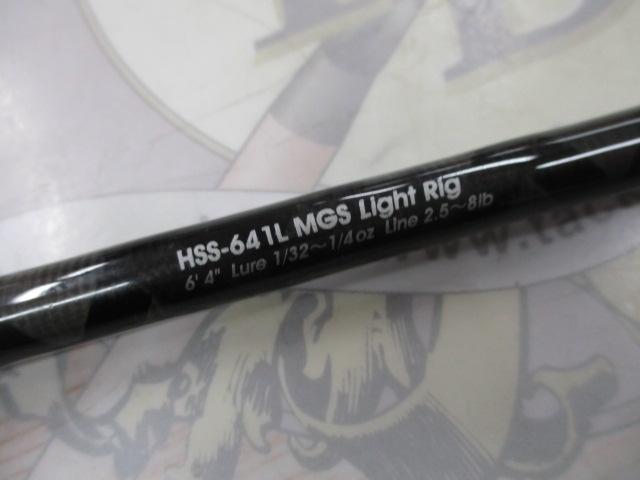 HSS-641L MGS Light Rig
6' 4" Lure 1/32~1/4oz Line 2.5~8lb